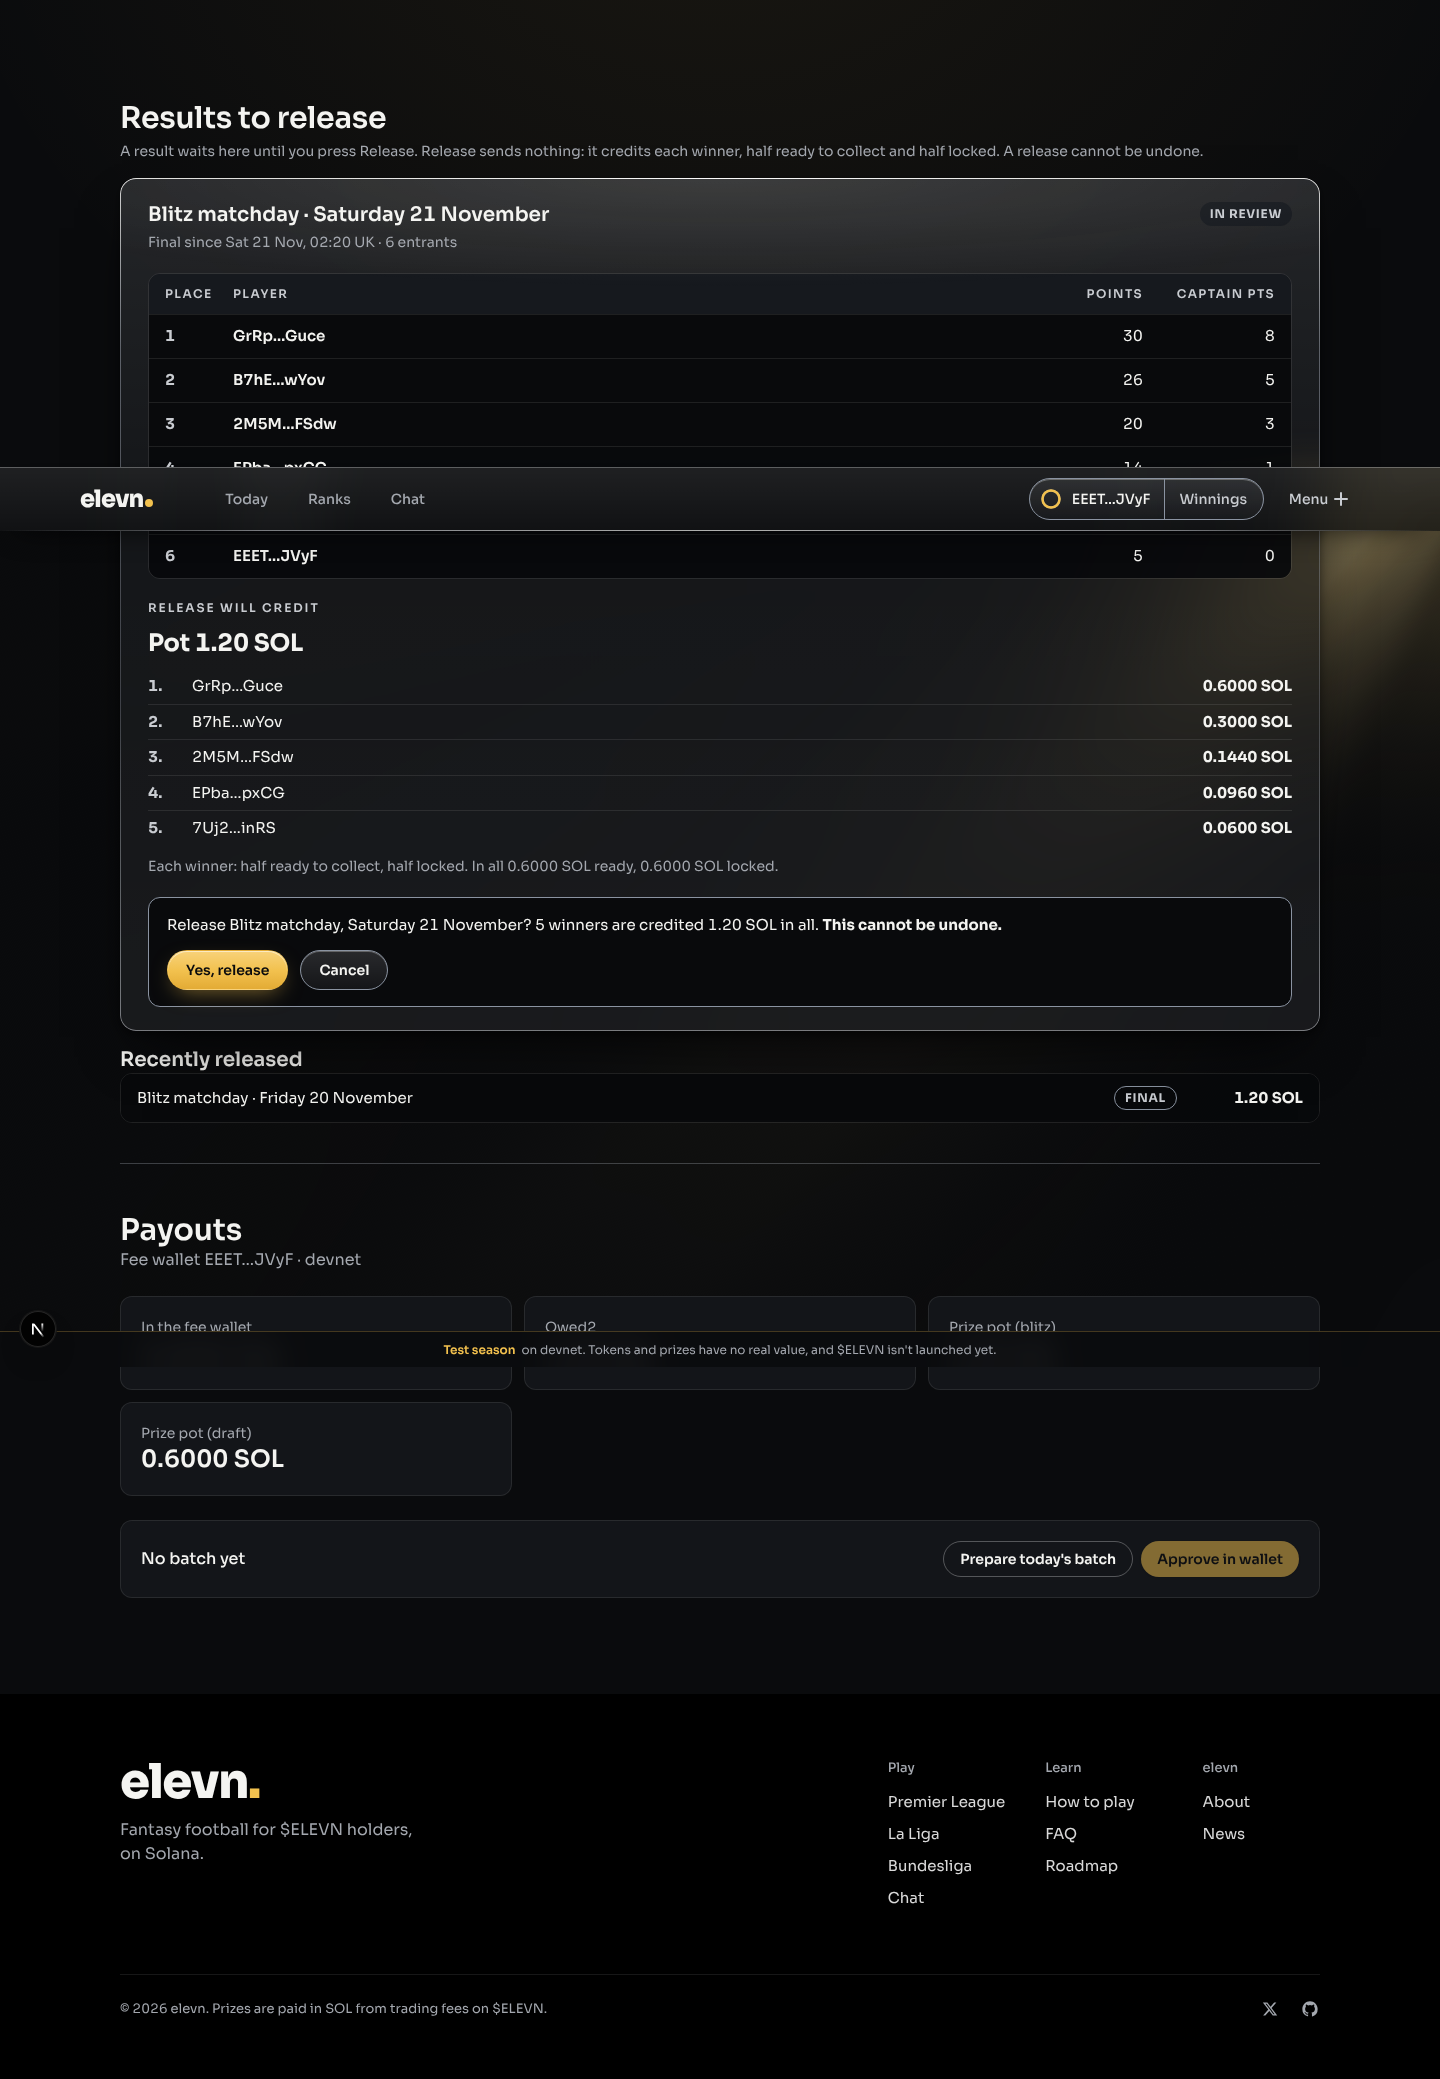 Results to release
A result waits here until you press Release. Release sends nothing: it credits each winner, half ready to collect and half locked. A release cannot be undone.
Blitz matchday · Saturday 21 November
IN REVIEW
Final since Sat 21 Nov, 02:20 UK · 6 entrants
PLACE PLAYER POINTS CAPTAIN PTS
1 GrRp...Guce 30 8
2 B7hE...wYov 26 5
3 2M5M...FSdw 20 3
4 EPba...pxCG 14 1
elevn. Today Ranks Chat EEET...JVyF Winnings Menu
6 EEET...JVyF 5 0
RELEASE WILL CREDIT
Pot 1.20 SOL
1. GrRp...Guce 0.6000 SOL
2. B7hE...wYov 0.3000 SOL
3. 2M5M...FSdw 0.1440 SOL
4. EPba...pxCG 0.0960 SOL
5. 7Uj2...inRS 0.0600 SOL
Each winner: half ready to collect, half locked. In all 0.6000 SOL ready, 0.6000 SOL locked.
Release Blitz matchday, Saturday 21 November? 5 winners are credited 1.20 SOL in all. This cannot be undone.
Yes, release Cancel
Recently released
Blitz matchday · Friday 20 November FINAL 1.20 SOL
Payouts
Fee wallet EEET...JVyF · devnet
In the fee wallet Owed2 Prize pot (blitz)
N
Test season on devnet. Tokens and prizes have no real value, and $ELEVN isn't launched yet.
Prize pot (draft)
0.6000 SOL
No batch yet Prepare today's batch Approve in wallet
elevn.
Fantasy football for $ELEVN holders,
on Solana.
Play Learn elevn
Premier League How to play About
La Liga FAQ News
Bundesliga Roadmap
Chat
© 2026 elevn. Prizes are paid in SOL from trading fees on $ELEVN.